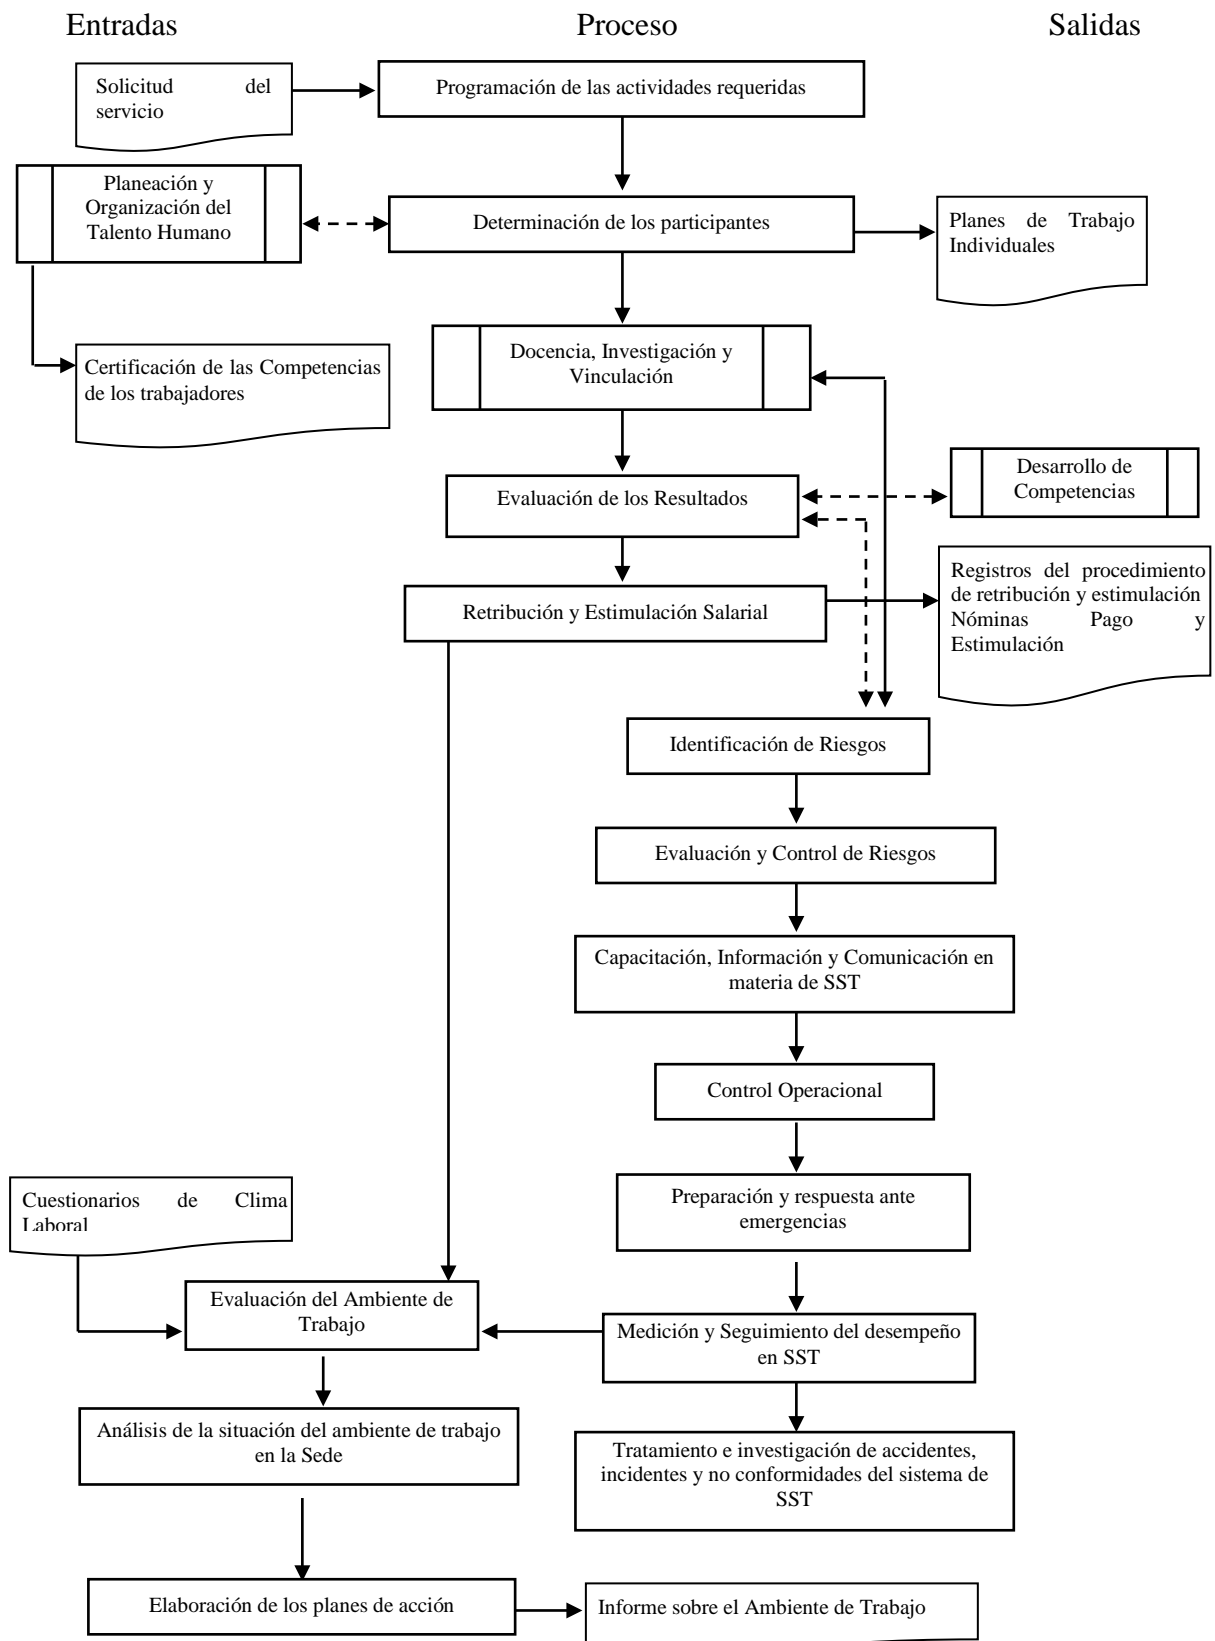 Entradas
Proceso
Salidas
Solicitud del
servicio
Programación de las actividades requeridas
Planeación y
Organización del
Talento Humano
Determinación de los participantes
Planes de Trabajo
Individuales
Certificación de las Competencias
de los trabajadores
Docencia, Investigación y
Vinculación
Evaluación de los Resultados
Desarrollo de
Competencias
Retribución y Estimulación Salarial
Registros del procedimiento
de retribución y estimulación
Nóminas Pago y
Estimulación
Identificación de Riesgos
Evaluación y Control de Riesgos
Capacitación, Información y Comunicación en
materia de SST
Control Operacional
Preparación y respuesta ante
emergencias
Cuestionarios de Clima
Laboral
Evaluación del Ambiente de
Trabajo
Medición y Seguimiento del desempeño
en SST
Análisis de la situación del ambiente de trabajo
en la Sede
Tratamiento e investigación de accidentes,
incidentes y no conformidades del sistema de
SST
Elaboración de los planes de acción
Informe sobre el Ambiente de Trabajo